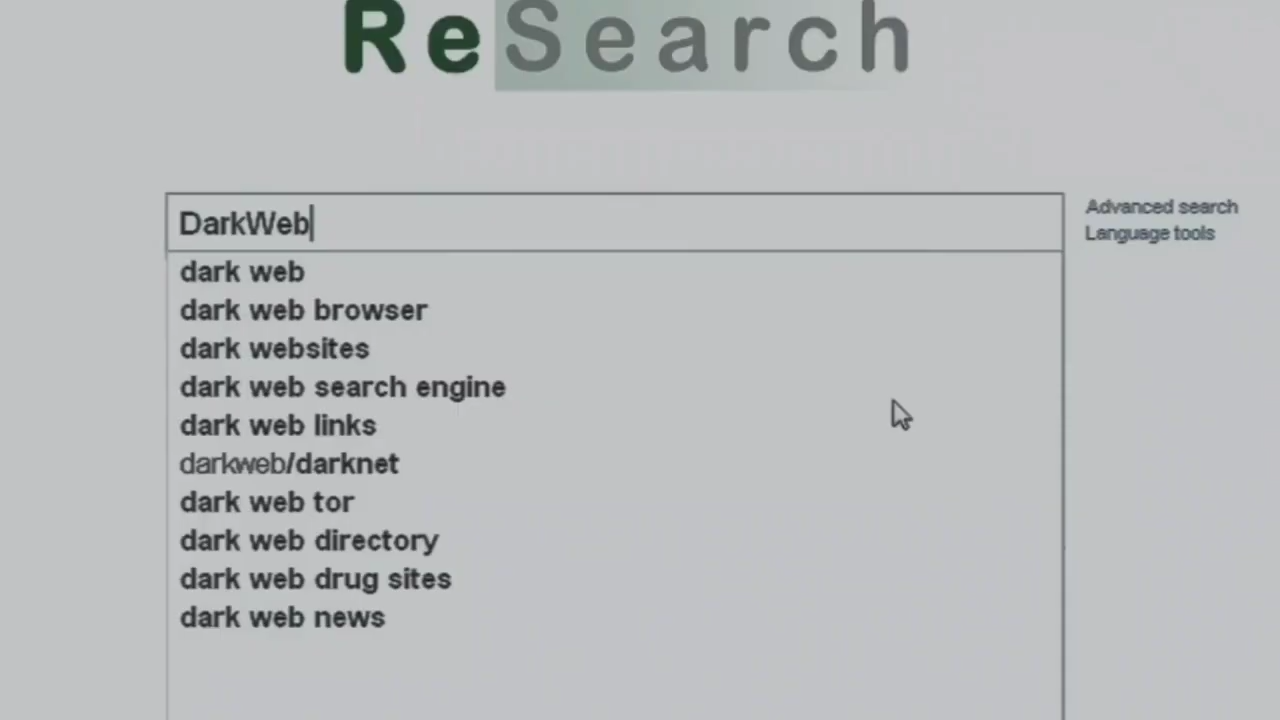 ReSearch
DarkWeb
Advanced search
Language tools
dark web
dark web browser
dark websites
dark web search engine
dark web links
darkweb/darknet
dark web tor
dark web directory
dark web drug sites
dark web news